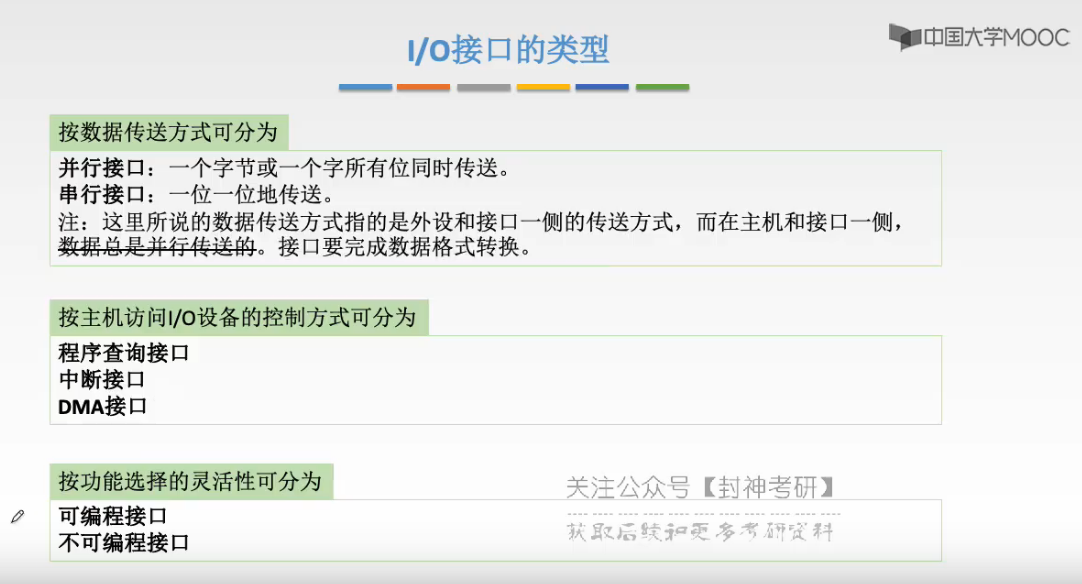 I/O接口的类型
中国大学MOOC
按数据传送方式可分为
并行接口：一个字节或一个字所有位同时传送。
串行接口：一位一位地传送。
注：这里所说的数据传送方式指的是外设和接口一侧的传送方式，而在主机和接口一侧，
数据总是并行传送的。接口要完成数据格式转换。
按主机访问I/O设备的控制方式可分为
程序查询接口
中断接口
DMA接口
按功能选择的灵活性可分为
可编程接口
不可编程接口
关注公众号【封神考研】
获取后续和更多考研资料